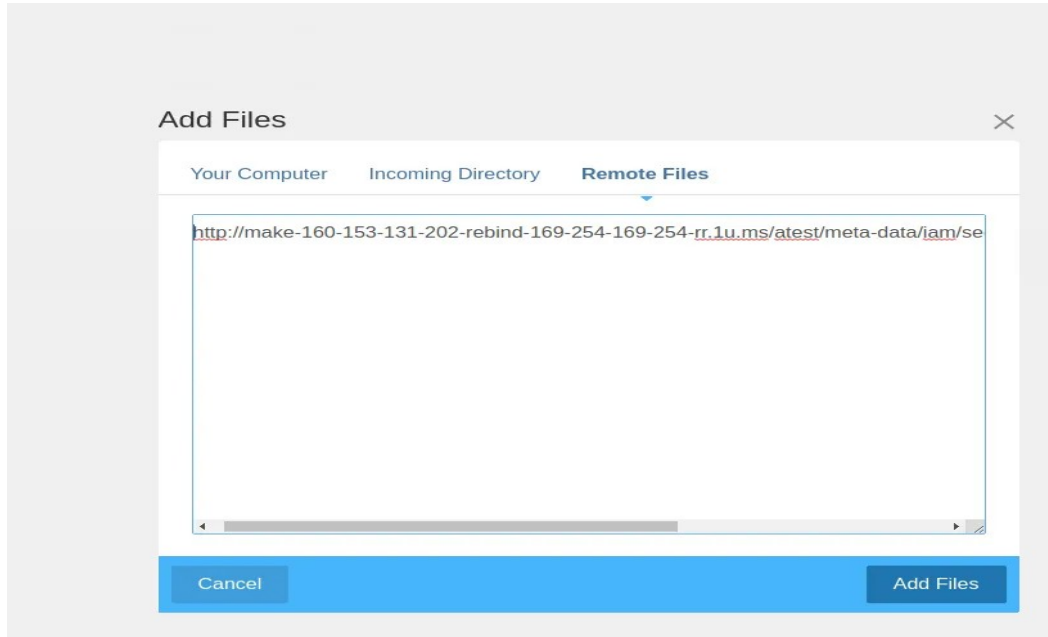 Add Files
Your Computer Incoming Directory Remote Files
http://make-160-153-131-202-rebind-169-254-169-254-rr.1u.ms/atest/meta-data/iam/se
Cancel Add Files